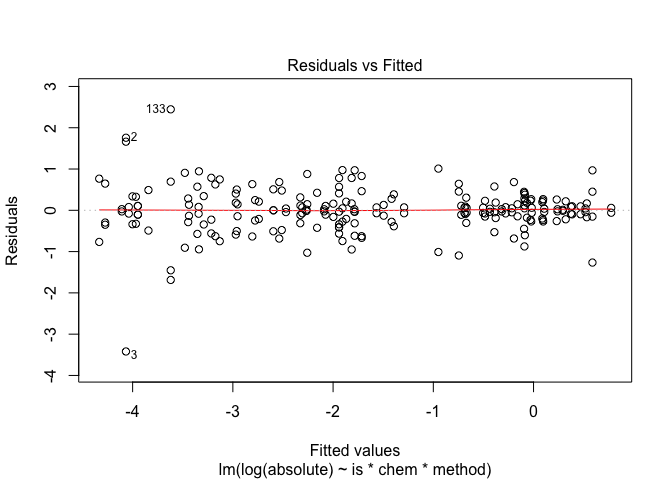 Residuals vs Fitted
3
2
1
0
-1
-2
-3
-4
Residuals
133
2
3
-4 -3 -2 -1 0
Fitted values
lm(log(absolute) ~ is * chem * method)